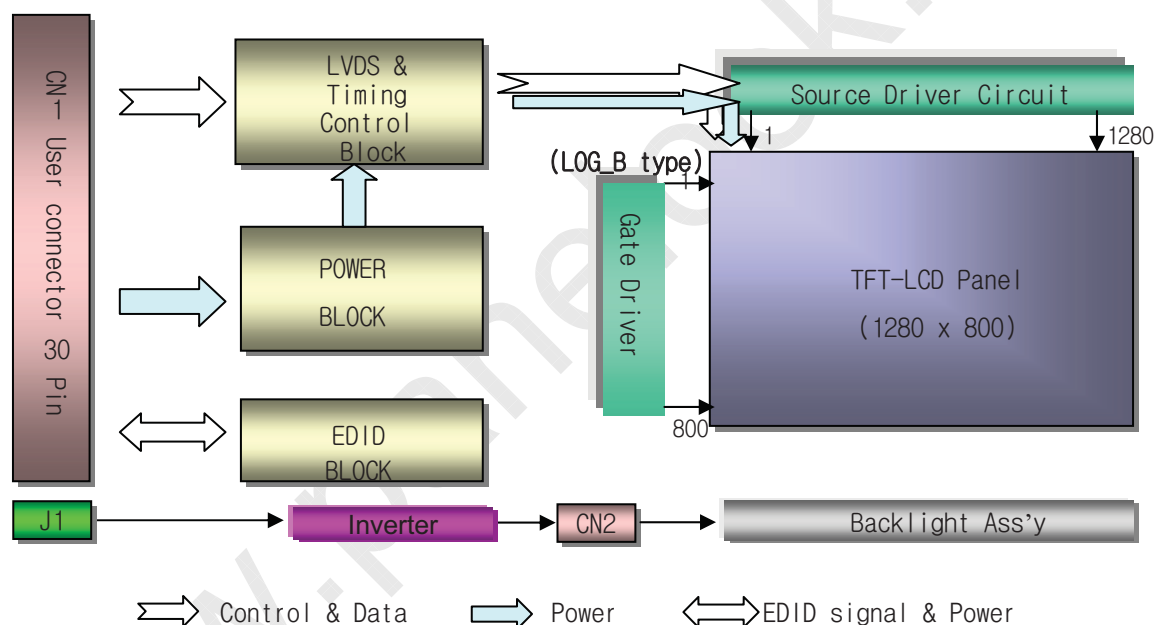 CN-1 User connector 30 Pin
LVDS &
Timing
Control
Block
Source Driver Circuit
1
1280
(LOG_B type)
1
Gate Driver
800
POWER
BLOCK
TFT-LCD Panel
(1280 x 800)
EDID
BLOCK
J1
Inverter
CN2
Backlight Ass’y
Control & Data
Power
EDID signal & Power